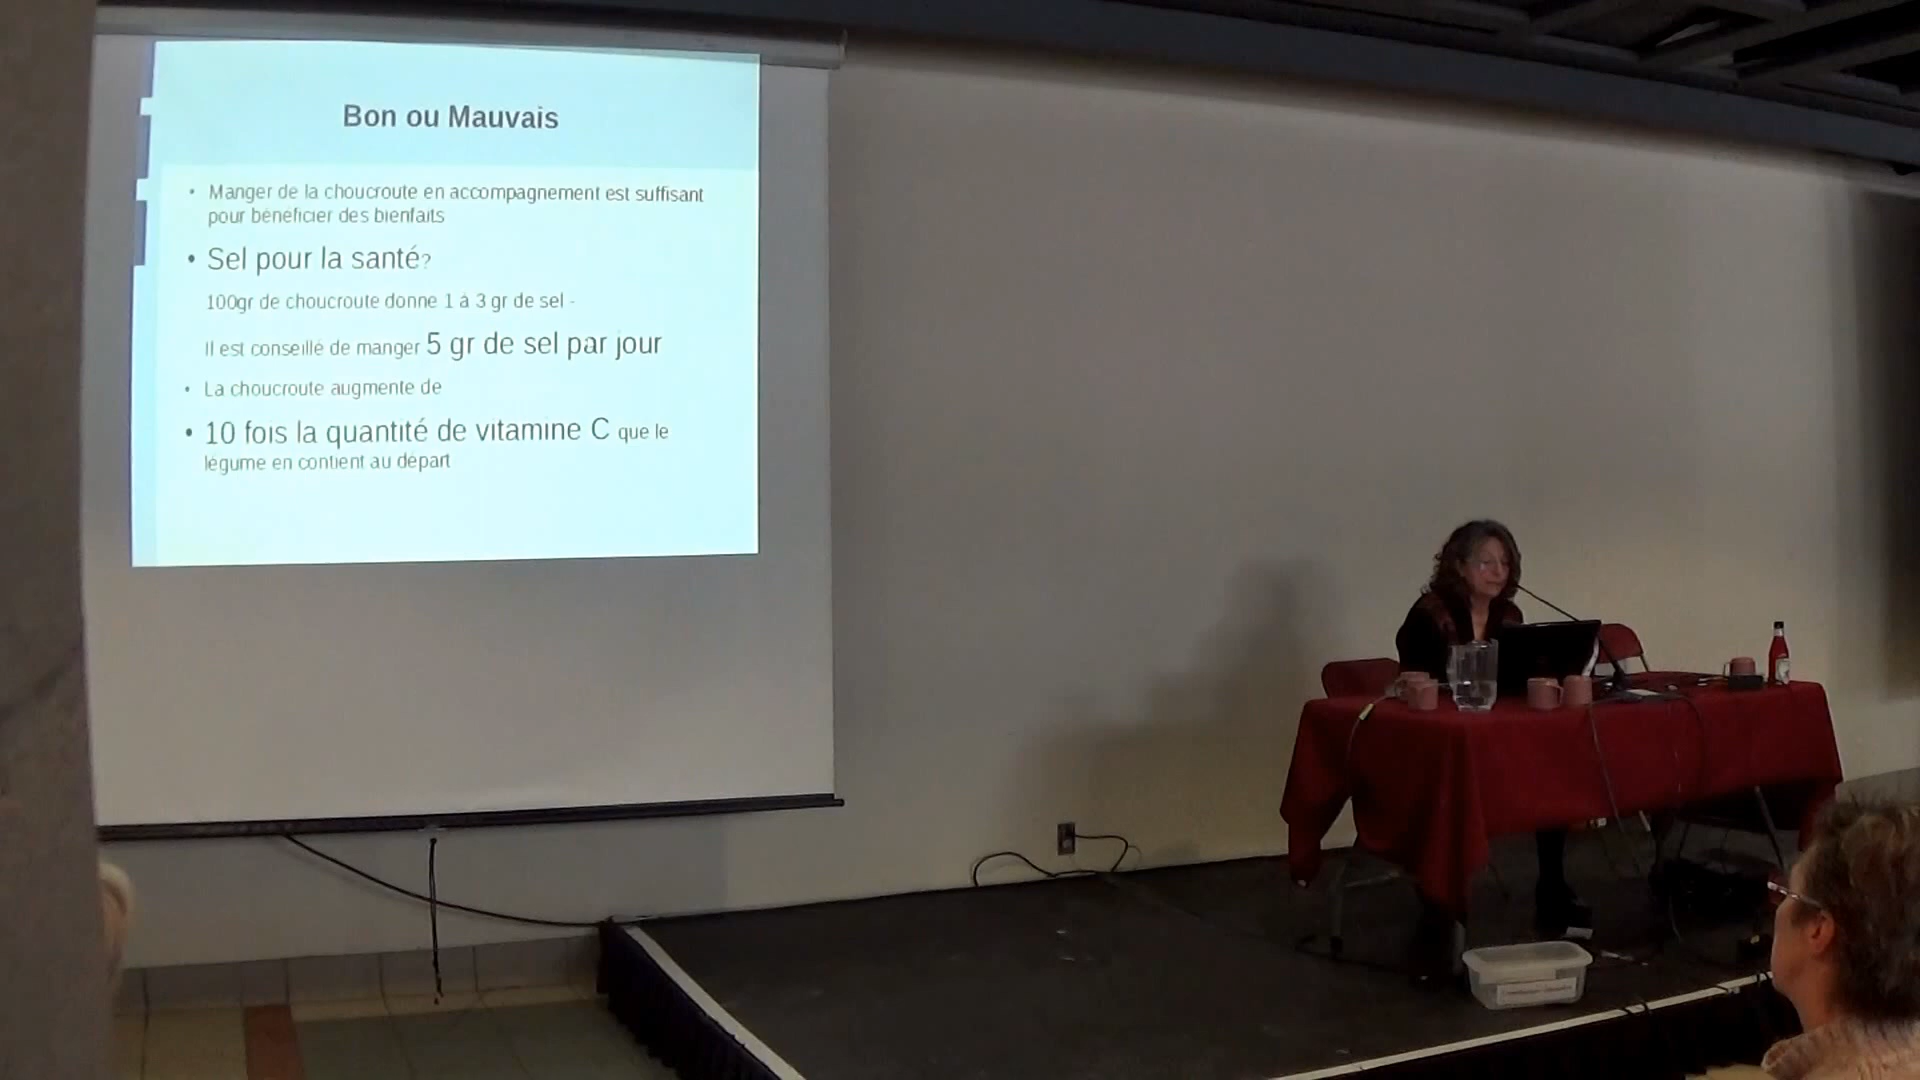 Bon ou Mauvais
• Manger de la choucroute en accompagnement est suffisant
pour bénéficier des bienfaits
• Sel pour la santé?
100gr de choucroute donne 1 à 3 gr de sel -
Il est conseillé de manger 5 gr de sel par jour
• La choucroute augmente de
• 10 fois la quantité de vitamine C que le
légume en contient au départ